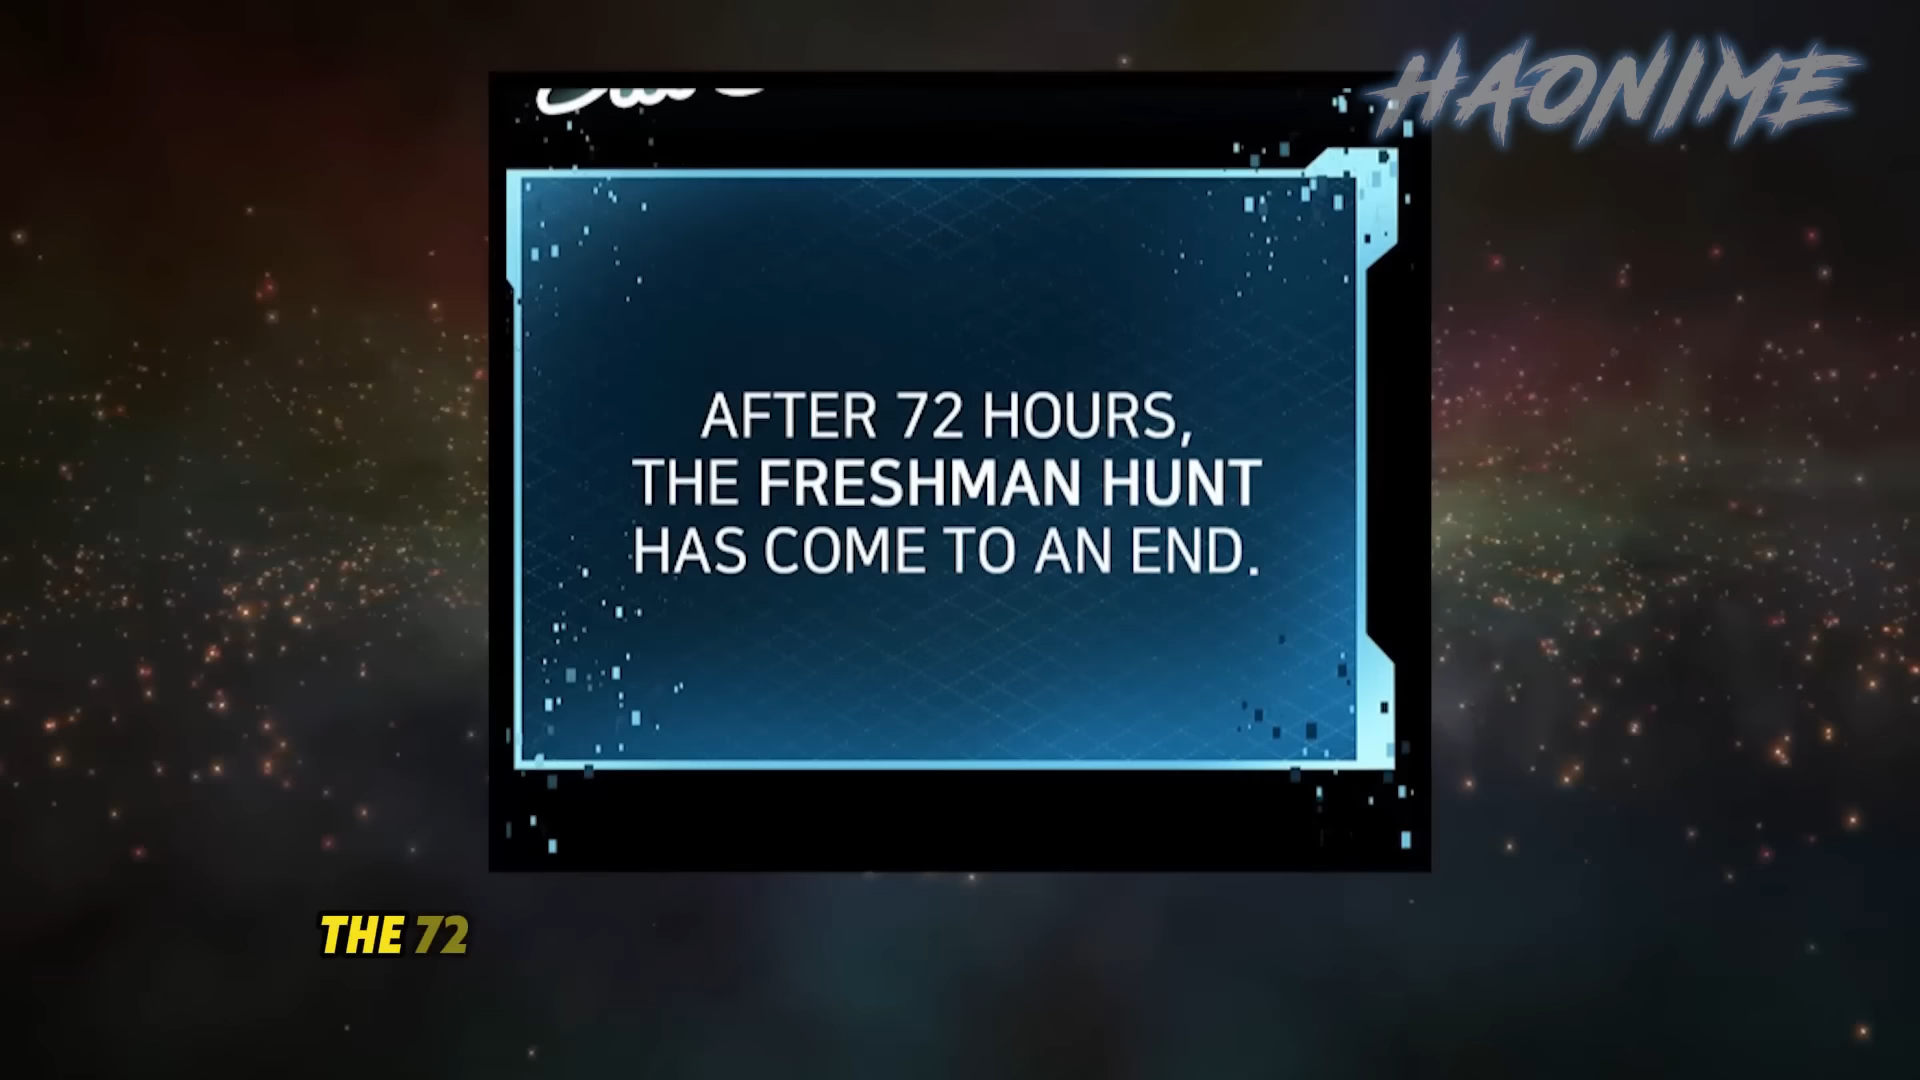 HAONIME
AFTER 72 HOURS,
THE FRESHMAN HUNT
HAS COME TO AN END.
THE 72